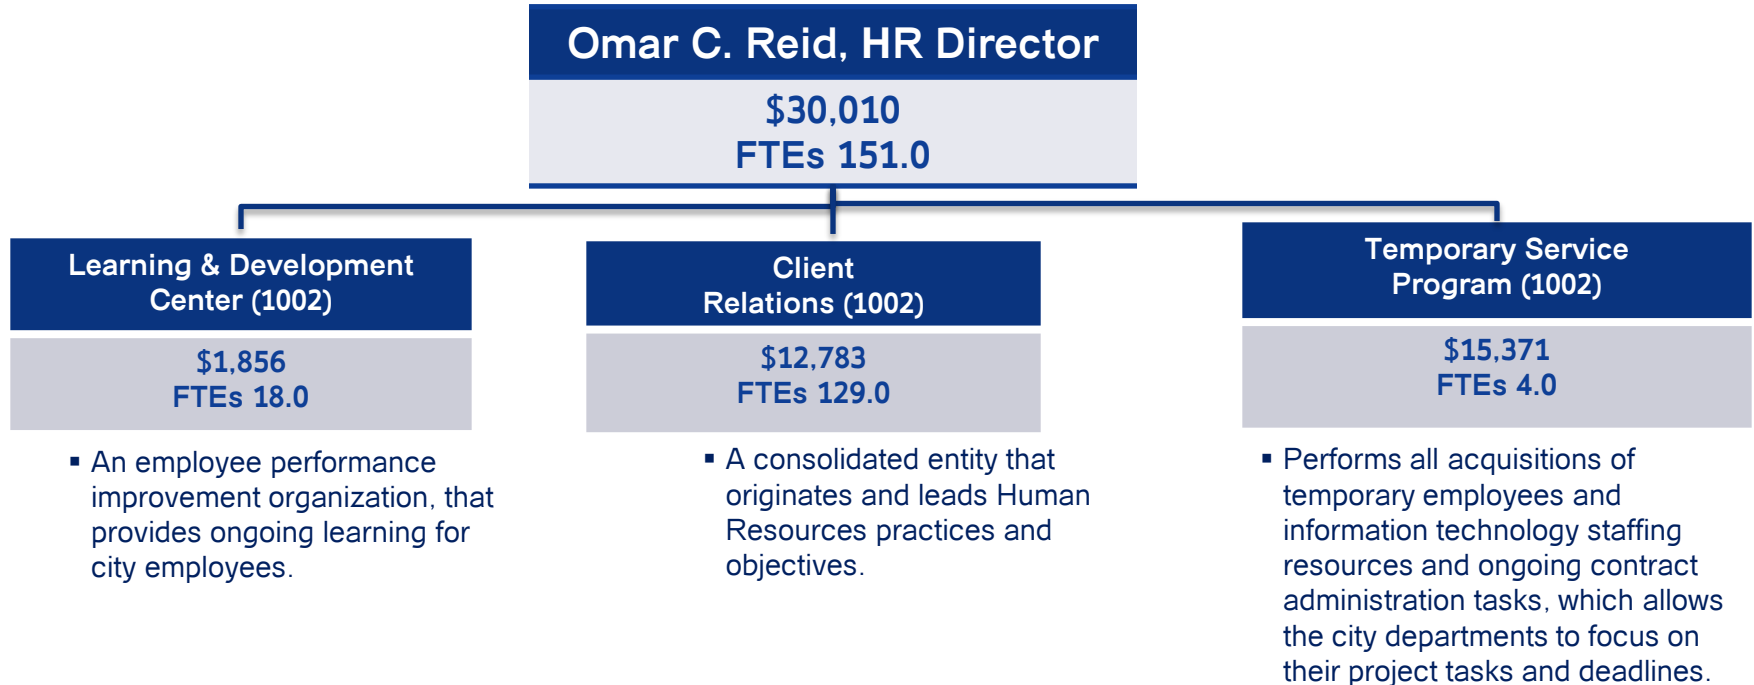 Omar C. Reid, HR Director
$30,010
FTEs 151.0
Learning & Development
Center (1002)
$1,856
FTEs 18.0
▪ An employee performance
improvement organization, that
provides ongoing learning for
city employees.
Client
Relations (1002)
$12,783
FTEs 129.0
▪ A consolidated entity that
originates and leads Human
Resources practices and
objectives.
Temporary Service
Program (1002)
$15,371
FTEs 4.0
▪ Performs all acquisitions of
temporary employees and
information technology staffing
resources and ongoing contract
administration tasks, which allows
the city departments to focus on
their project tasks and deadlines.